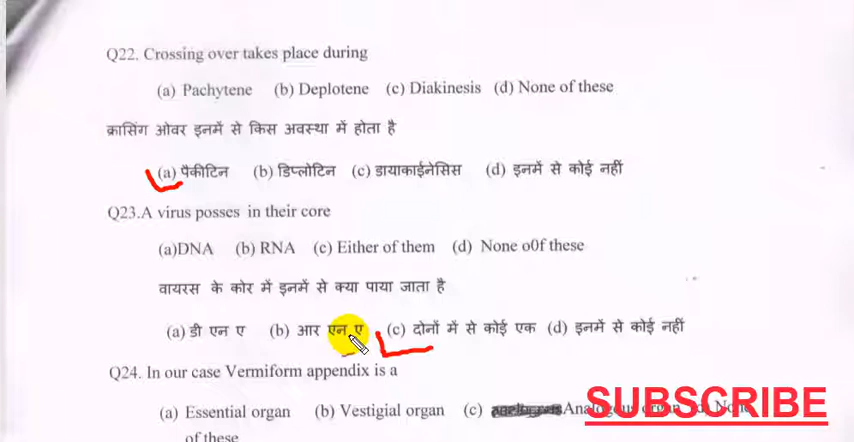 Q22. Crossing over takes place during
(a) Pachytene (b) Deplotene (c) Diakinesis (d) None of these
क्रासिंग ओवर इनमें से किस अवस्था में होता है
(a) पैकीटिन (b) डिप्लोटिन (c) डायाकाईनेसिस (d) इनमें से कोई नहीं
Q23.A virus posses in their core
(a)DNA (b) RNA (c) Either of them (d) None o0f these
वायरस के कोर में इनमें से क्या पाया जाता है
(a) डी एन ए (b) आर एन ए (c) दोनों में से कोई एक (d) इनमें से कोई नहीं
Q24. In our case Vermiform appendix is a
(a) Essential organ (b) Vestigial organ (c) Analogous organ (d) None
of these
SUBSCRIBE